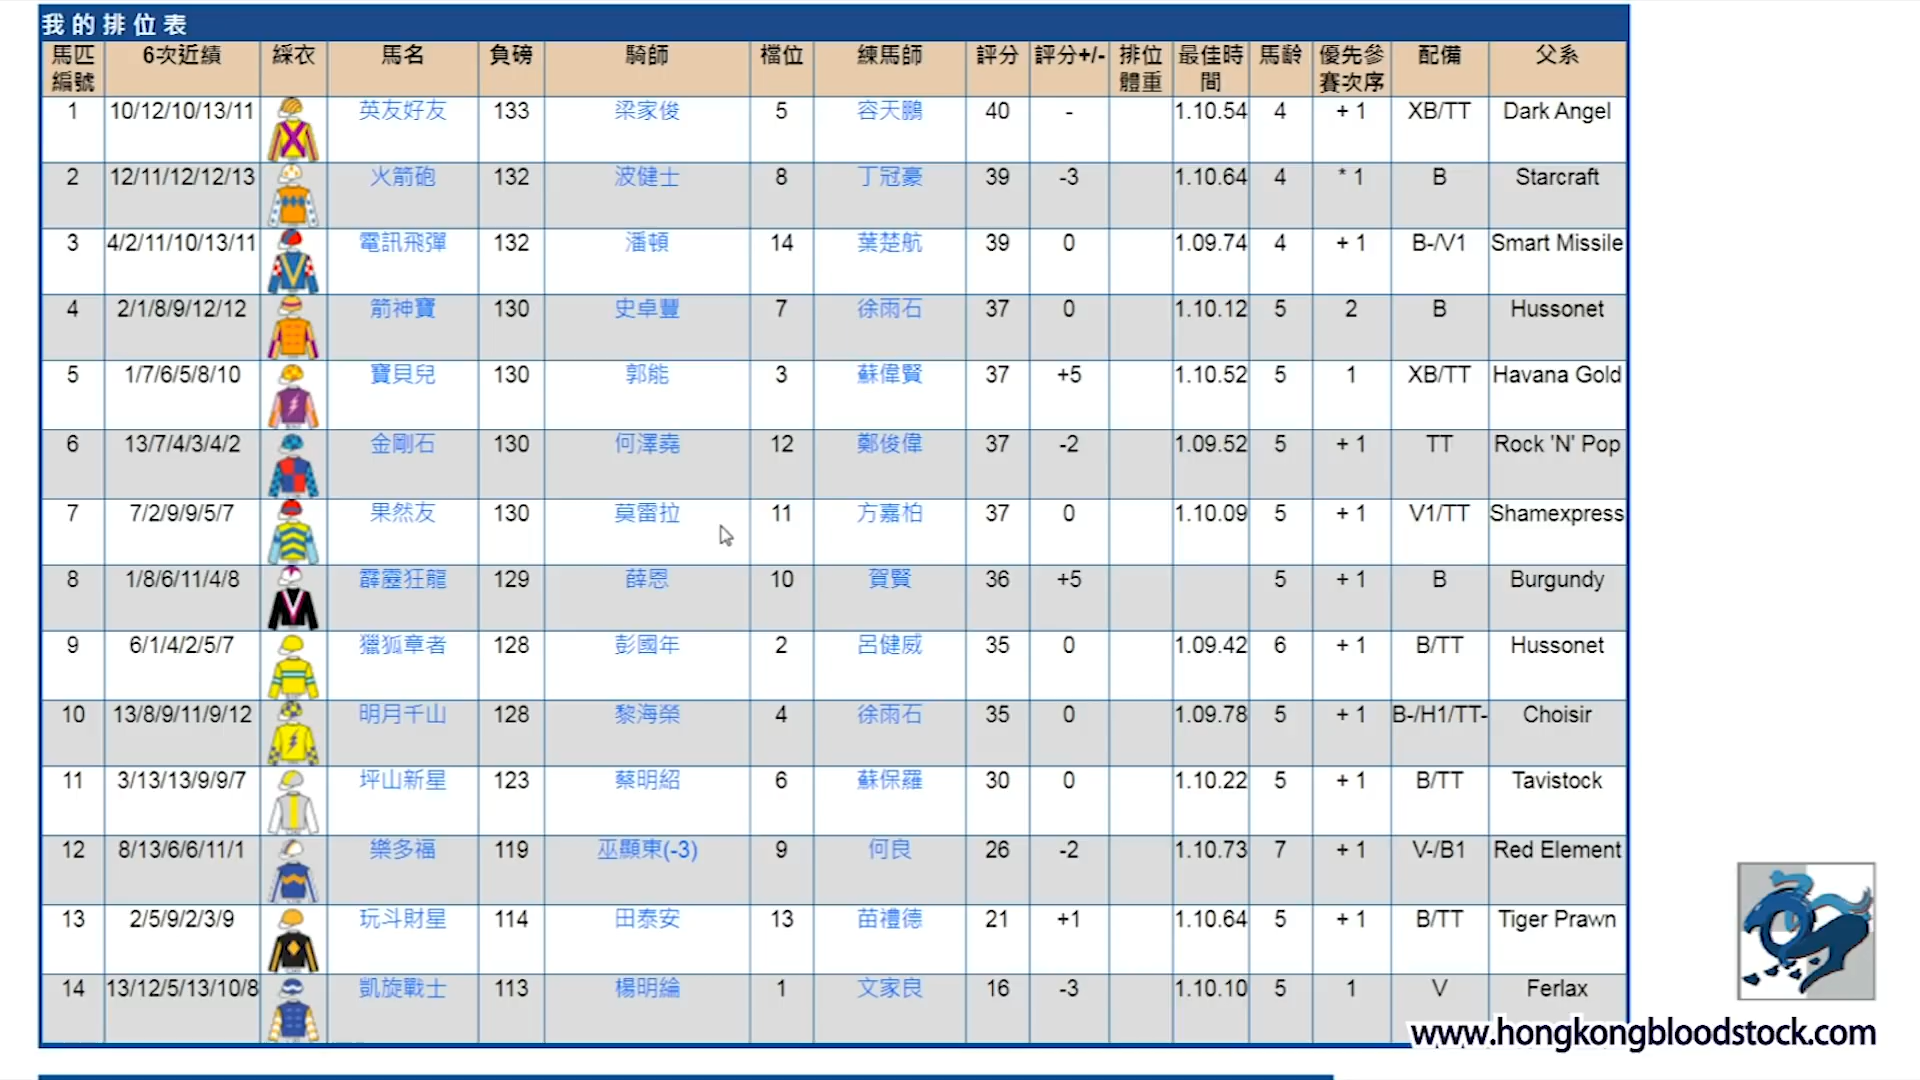 我的排位表
馬匹編號 6次近績 綵衣 馬名 負磅 騎師 檔位 練馬師 評分 評分+/- 排位體重 最佳時間 馬齡 優先參賽次序 配備 父系
1 10/12/10/13/11 英友好友 133 梁家俊 5 容天鵬 40 - 1.10.54 4 + 1 XB/TT Dark Angel
2 12/11/12/12/13 火箭砲 132 波健士 8 丁冠豪 39 -3 1.10.64 4 * 1 B Starcraft
3 4/2/11/10/13/11 電訊飛彈 132 潘頓 14 葉楚航 39 0 1.09.74 4 + 1 B-/V1 Smart Missile
4 2/1/8/9/12/12 箭神寶 130 史卓豐 7 徐雨石 37 0 1.10.12 5 2 B Hussonet
5 1/7/6/5/8/10 寶貝兒 130 郭能 3 蘇偉賢 37 +5 1.10.52 5 1 XB/TT Havana Gold
6 13/7/4/3/4/2 金剛石 130 何澤堯 12 鄭俊偉 37 -2 1.09.52 5 + 1 TT Rock 'N' Pop
7 7/2/9/9/5/7 果然友 130 莫雷拉 11 方嘉柏 37 0 1.10.09 5 + 1 V1/TT Shamexpress
8 1/8/6/11/4/8 霹靂狂龍 129 薛恩 10 賀賢 36 +5 5 + 1 B Burgundy
9 6/1/4/2/5/7 獵狐章者 128 彭國年 2 呂健威 35 0 1.09.42 6 + 1 B/TT Hussonet
10 13/8/9/11/9/12 明月千山 128 黎海榮 4 徐雨石 35 0 1.09.78 5 + 1 B-/H1/TT- Choisir
11 3/13/13/9/9/7 坪山新星 123 蔡明紹 6 蘇保羅 30 0 1.10.22 5 + 1 B/TT Tavistock
12 8/13/6/6/11/1 樂多福 119 巫顯東(-3) 9 何良 26 -2 1.10.73 7 + 1 V-/B1 Red Element
13 2/5/9/2/3/9 玩斗財星 114 田泰安 13 苗禮德 21 +1 1.10.64 5 + 1 B/TT Tiger Prawn
14 13/12/5/13/10/8 凱旋戰士 113 楊明綸 1 文家良 16 -3 1.10.10 5 1 V Ferlax
www.hongkongbloodstock.com